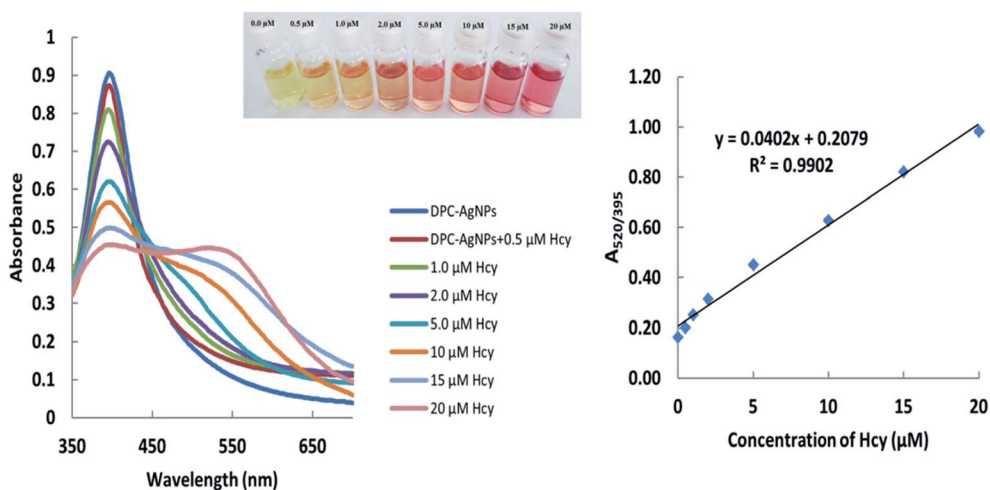 0.0 µM 0.5 µM 1.0 µM 2.0 µM 5.0 µM 10 µM 15 µM 20 µM
1
0.9
0.8
0.7
0.6
0.5
0.4
0.3
0.2
0.1
0
Absorbance
350 450 550 650
Wavelength (nm)
DPC-AgNPs
DPC-AgNPs+0.5 µM Hcy
1.0 µM Hcy
2.0 µM Hcy
5.0 µM Hcy
10 µM Hcy
15 µM Hcy
20 µM Hcy
1.20
1.00
0.80
0.60
0.40
0.20
0.00
A520/395
y = 0.0402x + 0.2079
R² = 0.9902
0 5 10 15 20
Concentration of Hcy (µM)